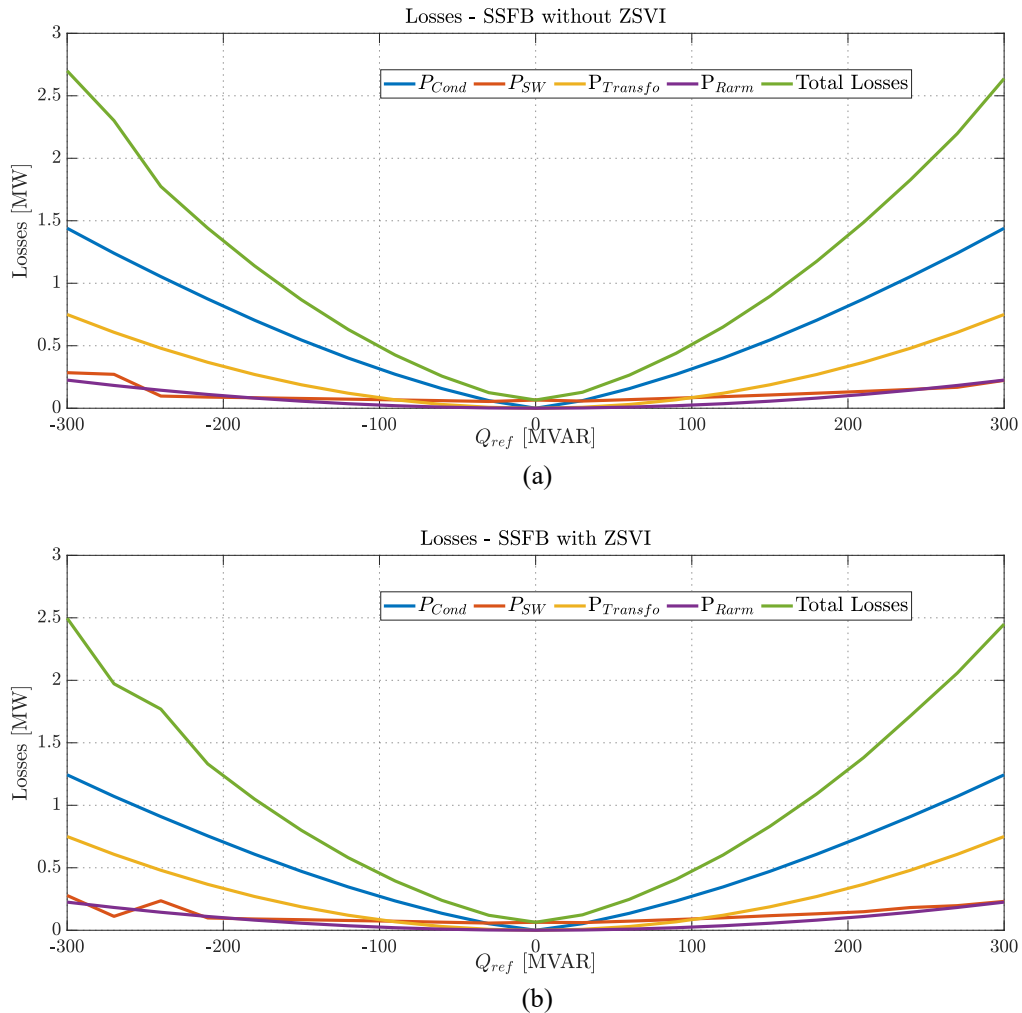 Losses - SSFB without ZSVI
P_Cond P_SW P_Transfo P_Rarm Total Losses
Losses [MW]
3
2.5
2
1.5
1
0.5
0
-300 -200 -100 0 100 200 300
Q_ref [MVAR]
(a)
Losses - SSFB with ZSVI
P_Cond P_SW P_Transfo P_Rarm Total Losses
Losses [MW]
3
2.5
2
1.5
1
0.5
0
-300 -200 -100 0 100 200 300
Q_ref [MVAR]
(b)